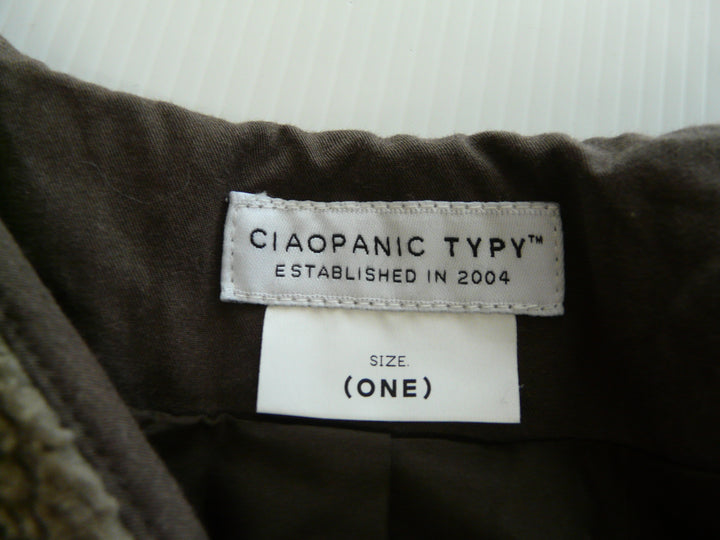 CIAOPANIC TYPY™
ESTABLISHED IN 2004
SIZE.
(ONE)